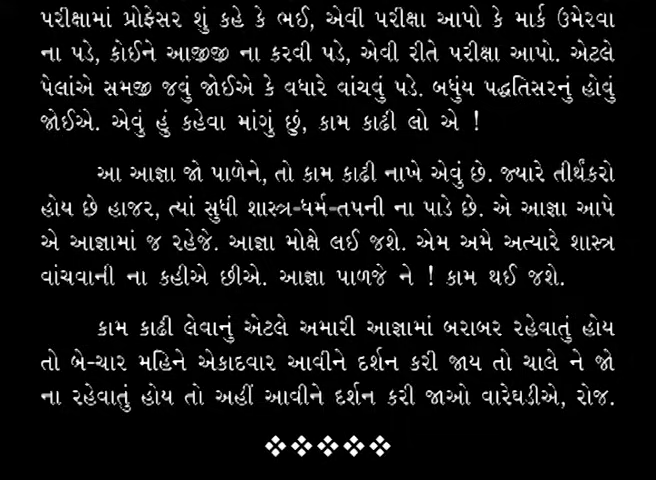 પરીક્ષામાં પ્રોફેસર શું કહે કે ભઈ, એવી પરીક્ષા આપો કે માર્ક ઉમેરવા
ના પડે, કોઈને આજીજી ના કરવી પડે, એવી રીતે પરીક્ષા આપો. એટલે
પેલાંએ સમજી જવું જોઈએ કે વધારે વાંચવું પડે. બધુંય પદ્ધતિસરનું હોવું
જોઈએ. એવું હું કહેવા માંગું છું, કામ કાઢી લો એ !
આ આજ્ઞા જો પાળેને, તો કામ કાઢી નાખે એવું છે. જ્યારે તીર્થંકરો
હોય છે હાજર, ત્યાં સુધી શાસ્ત્ર-ધર્મ-તપની ના પાડે છે. એ આજ્ઞા આપે
એ આજ્ઞામાં જ રહેજે. આજ્ઞા મોક્ષે લઈ જશે. એમ અમે અત્યારે શાસ્ત્ર
વાંચવાની ના કહીએ છીએ. આજ્ઞા પાળજે ને ! કામ થઈ જશે.
કામ કાઢી લેવાનું એટલે અમારી આજ્ઞામાં બરાબર રહેવાતું હોય
તો બે-ચાર મહિને એકાદવાર આવીને દર્શન કરી જાય તો ચાલે ને જો
ના રહેવાતું હોય તો અહીં આવીને દર્શન કરી જાઓ વારેઘડીએ, રોજ.